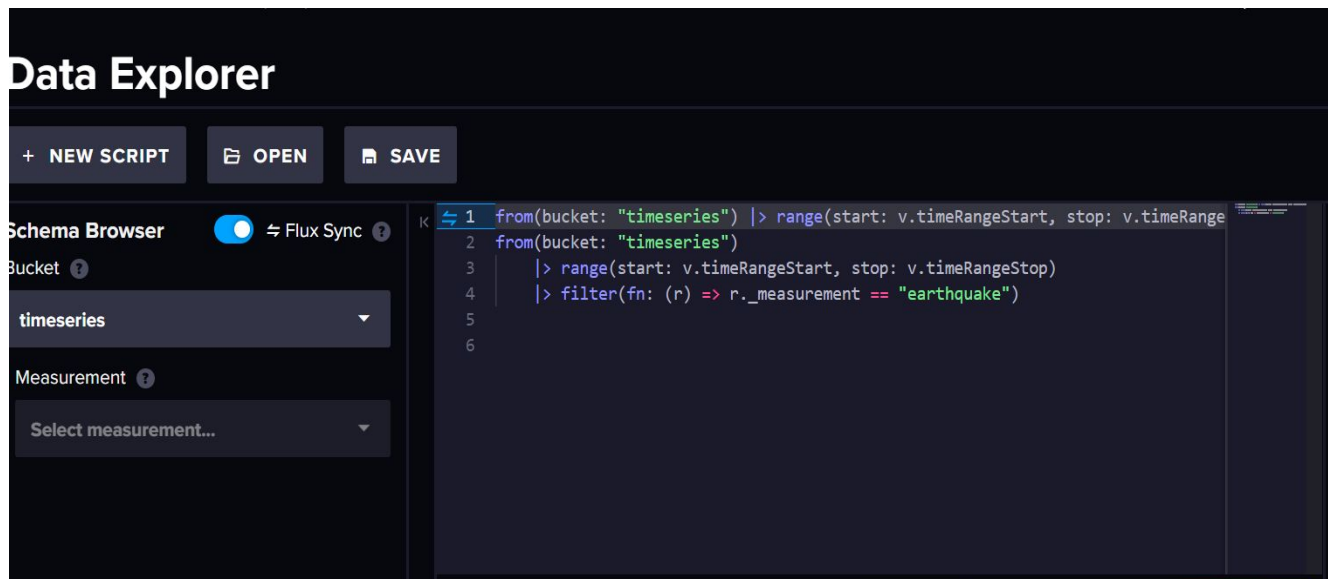 Data Explorer
+ NEW SCRIPT OPEN SAVE
Schema Browser Flux Sync ?
Bucket ?
timeseries
Measurement ?
Select measurement...
1 from(bucket: "timeseries") |> range(start: v.timeRangeStart, stop: v.timeRange
2 from(bucket: "timeseries")
3 |> range(start: v.timeRangeStart, stop: v.timeRangeStop)
4 |> filter(fn: (r) => r._measurement == "earthquake")
5
6